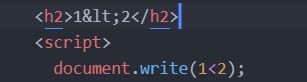 <h2>1&lt;2</h2>
<script>
document.write(1<2);